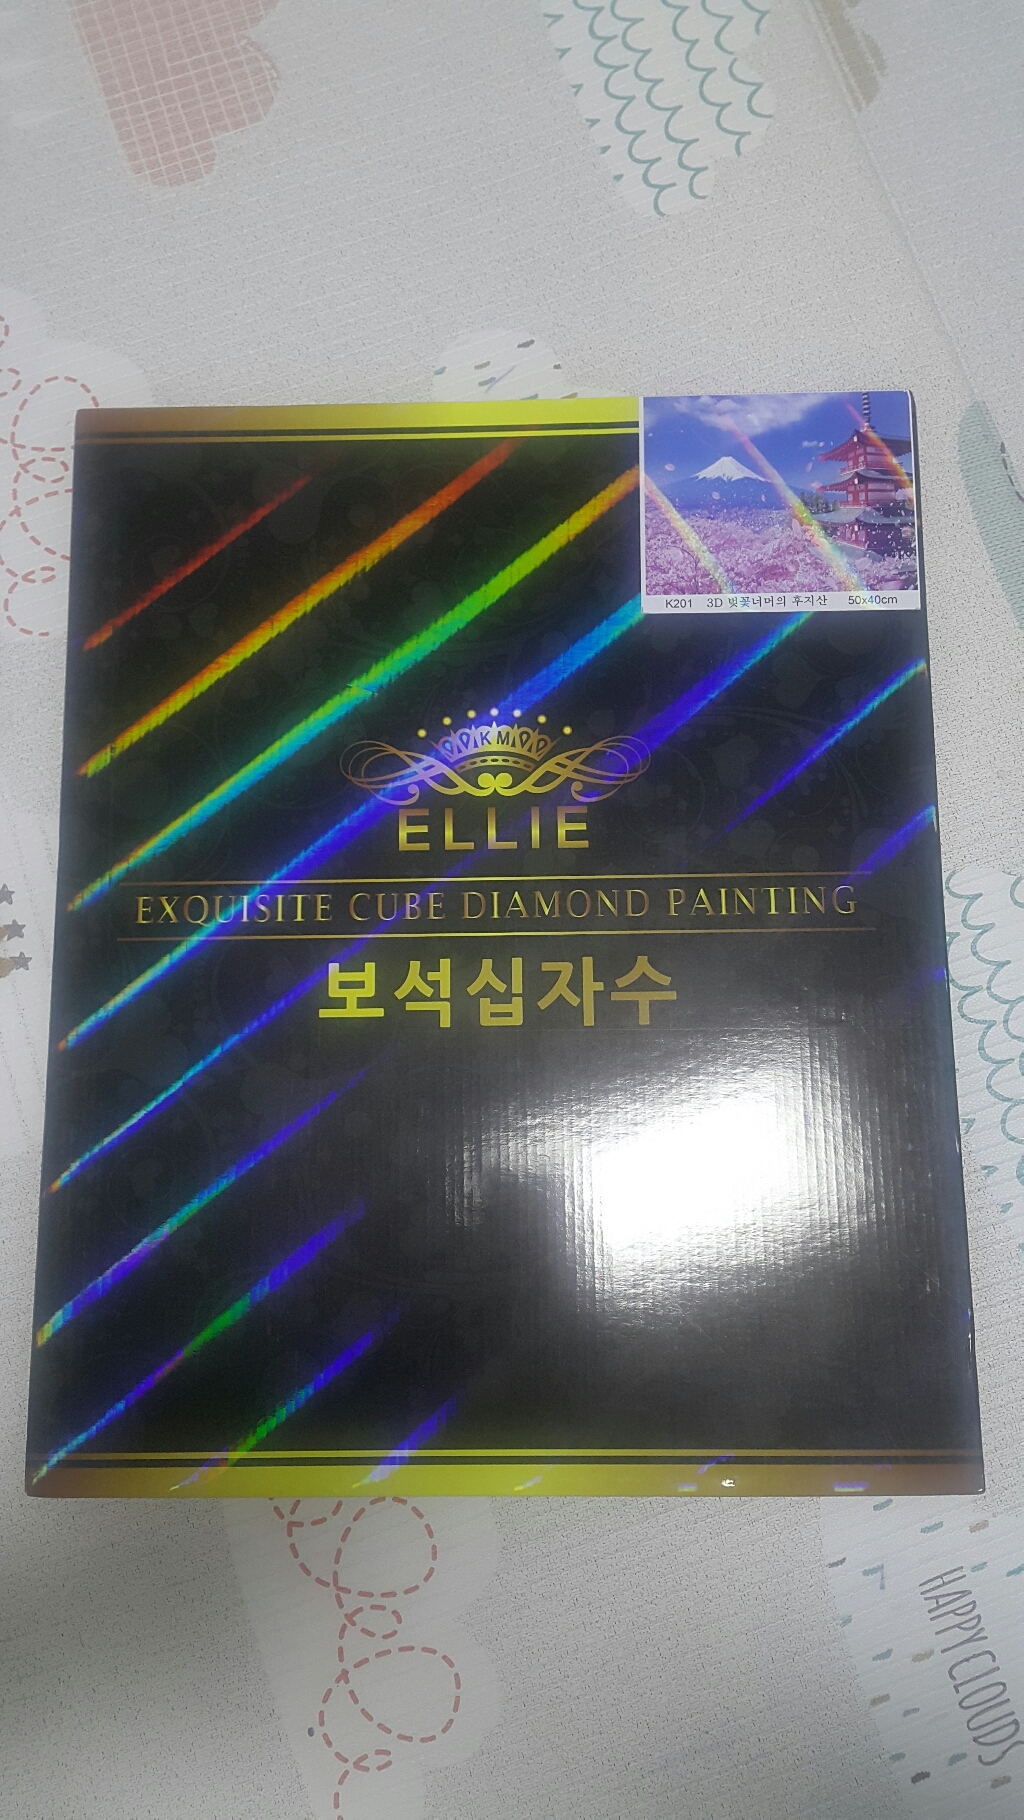 K201 3D 벚꽃너머의 후지산 50x40cm
KM
ELLIE
EXQUISITE CUBE DIAMOND PAINTING
보석십자수
HAPPY CLOUDS